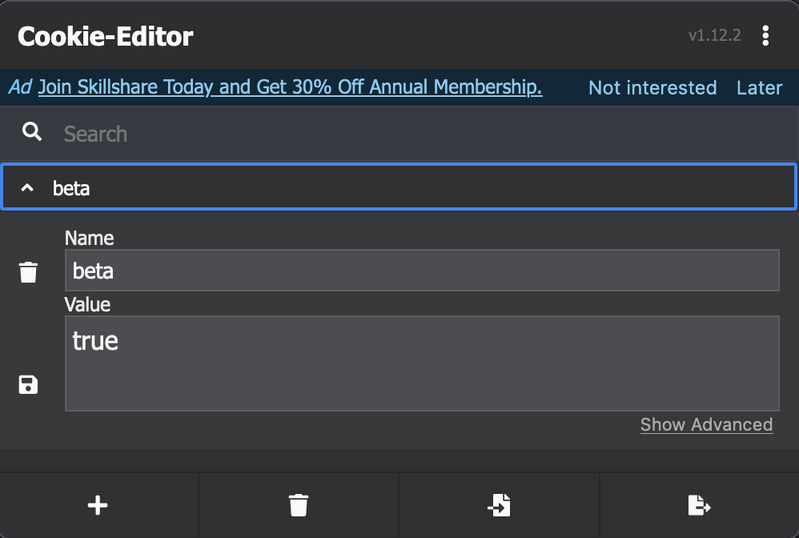 Cookie-Editor
v1.12.2
Ad Join Skillshare Today and Get 30% Off Annual Membership.
Not interested
Later
Search
beta
Name
beta
Value
true
Show Advanced